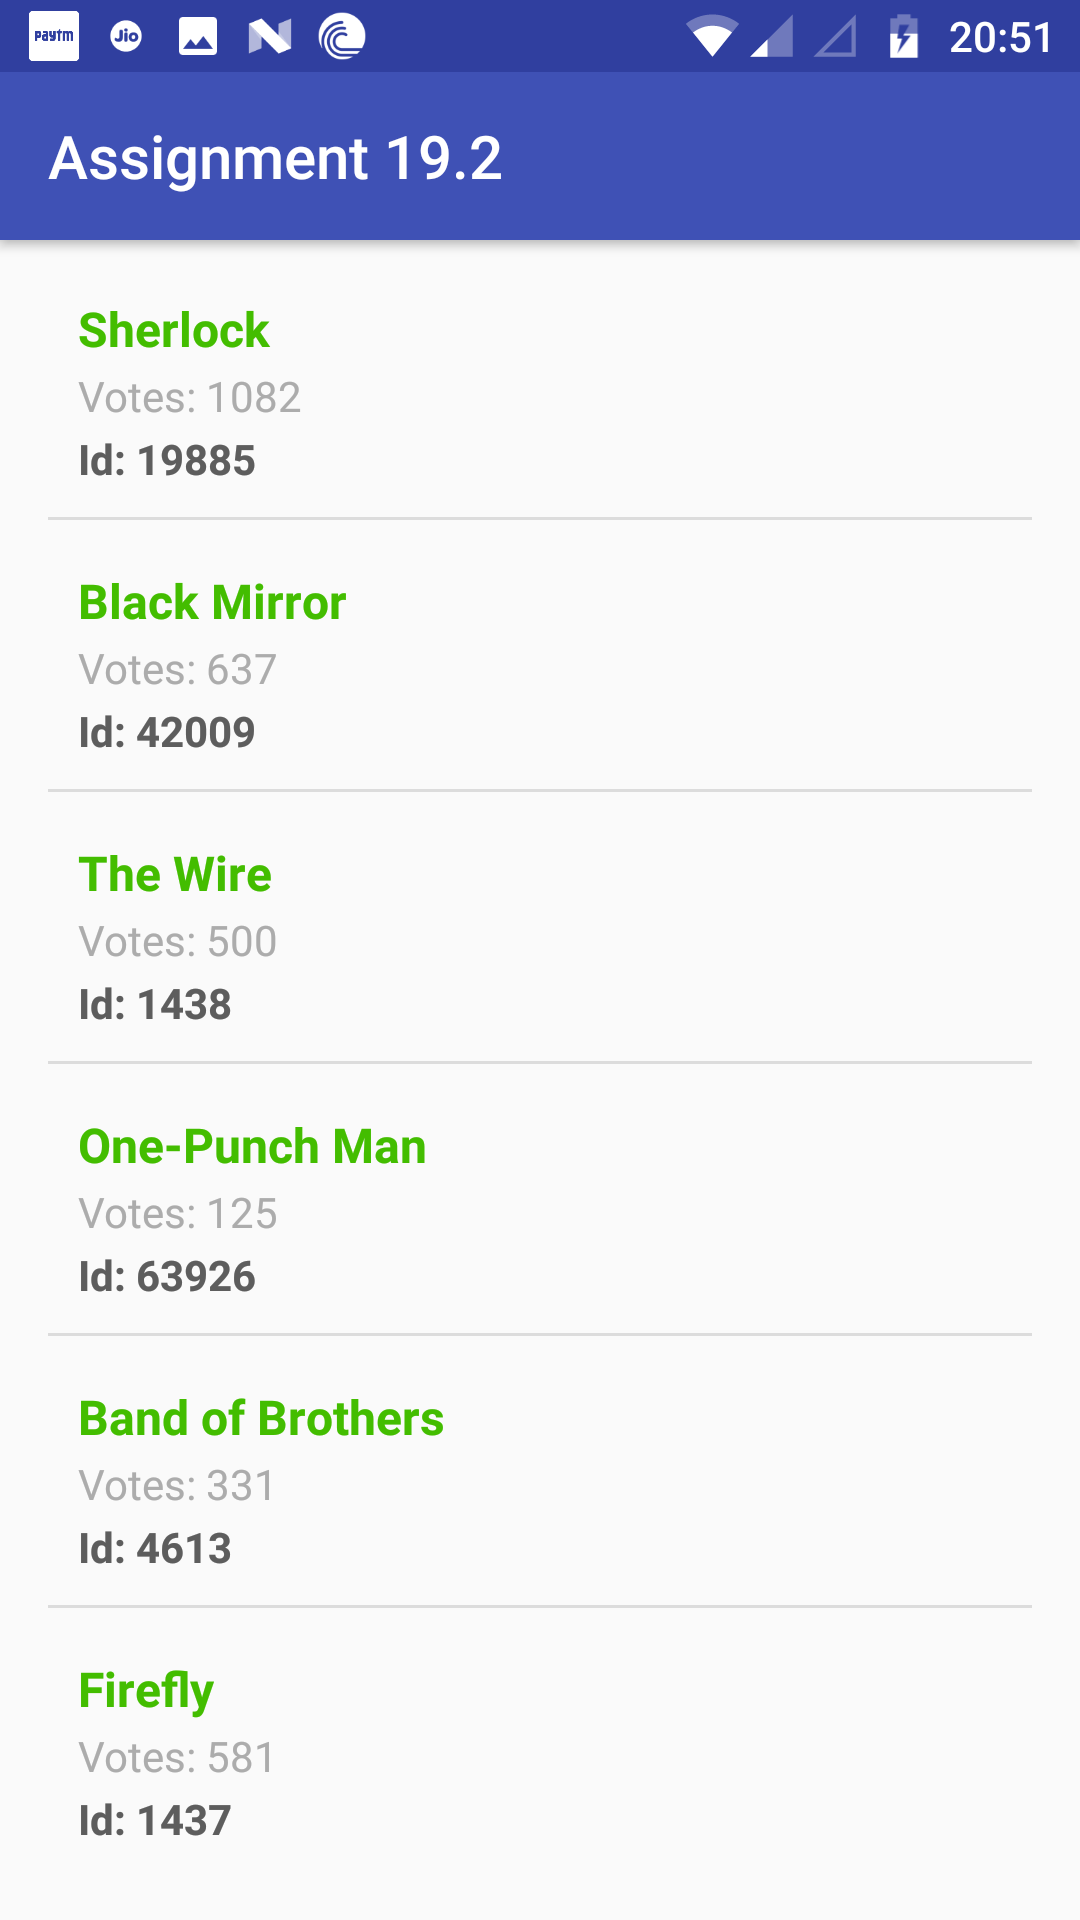 Paytm Jio 20:51
Assignment 19.2
Sherlock
Votes: 1082
Id: 19885
Black Mirror
Votes: 637
Id: 42009
The Wire
Votes: 500
Id: 1438
One-Punch Man
Votes: 125
Id: 63926
Band of Brothers
Votes: 331
Id: 4613
Firefly
Votes: 581
Id: 1437